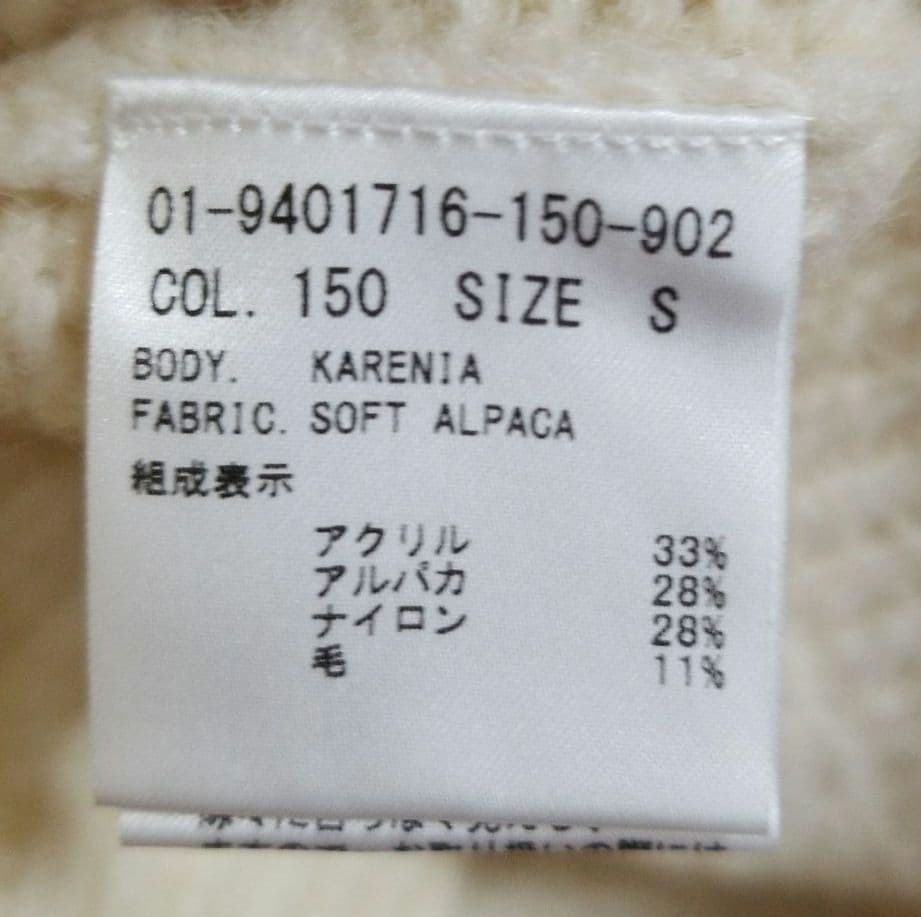 01-9401716-150-902
COL. 150 SIZE S
BODY. KARENIA
FABRIC. SOFT ALPACA
組成表示
アクリル 33%
アルパカ 28%
ナイロン 28%
毛 11%